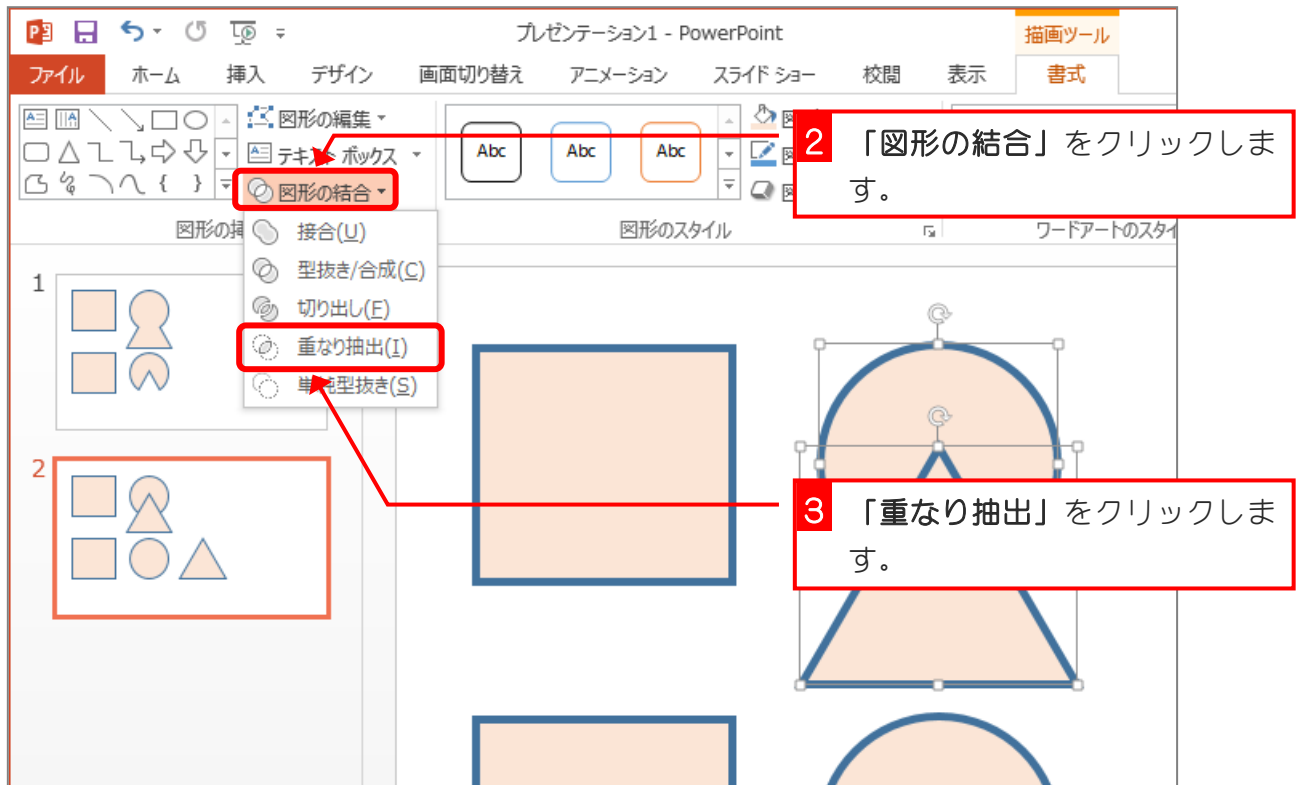 プレゼンテーション1 - PowerPoint
描画ツール
ファイル ホーム 挿入 デザイン 画面切り替え アニメーション スライド ショー 校閲 表示 書式
図形の編集
テキスト ボックス
図形の結合
Abc Abc Abc
2 「図形の結合」をクリックしま
す。
図形の挿
図形のスタイル
ワードアートのスタイ
接合(U)
型抜き/合成(C)
切り出し(F)
重なり抽出(I)
単純型抜き(S)
1
2
3 「重なり抽出」をクリックしま
す。